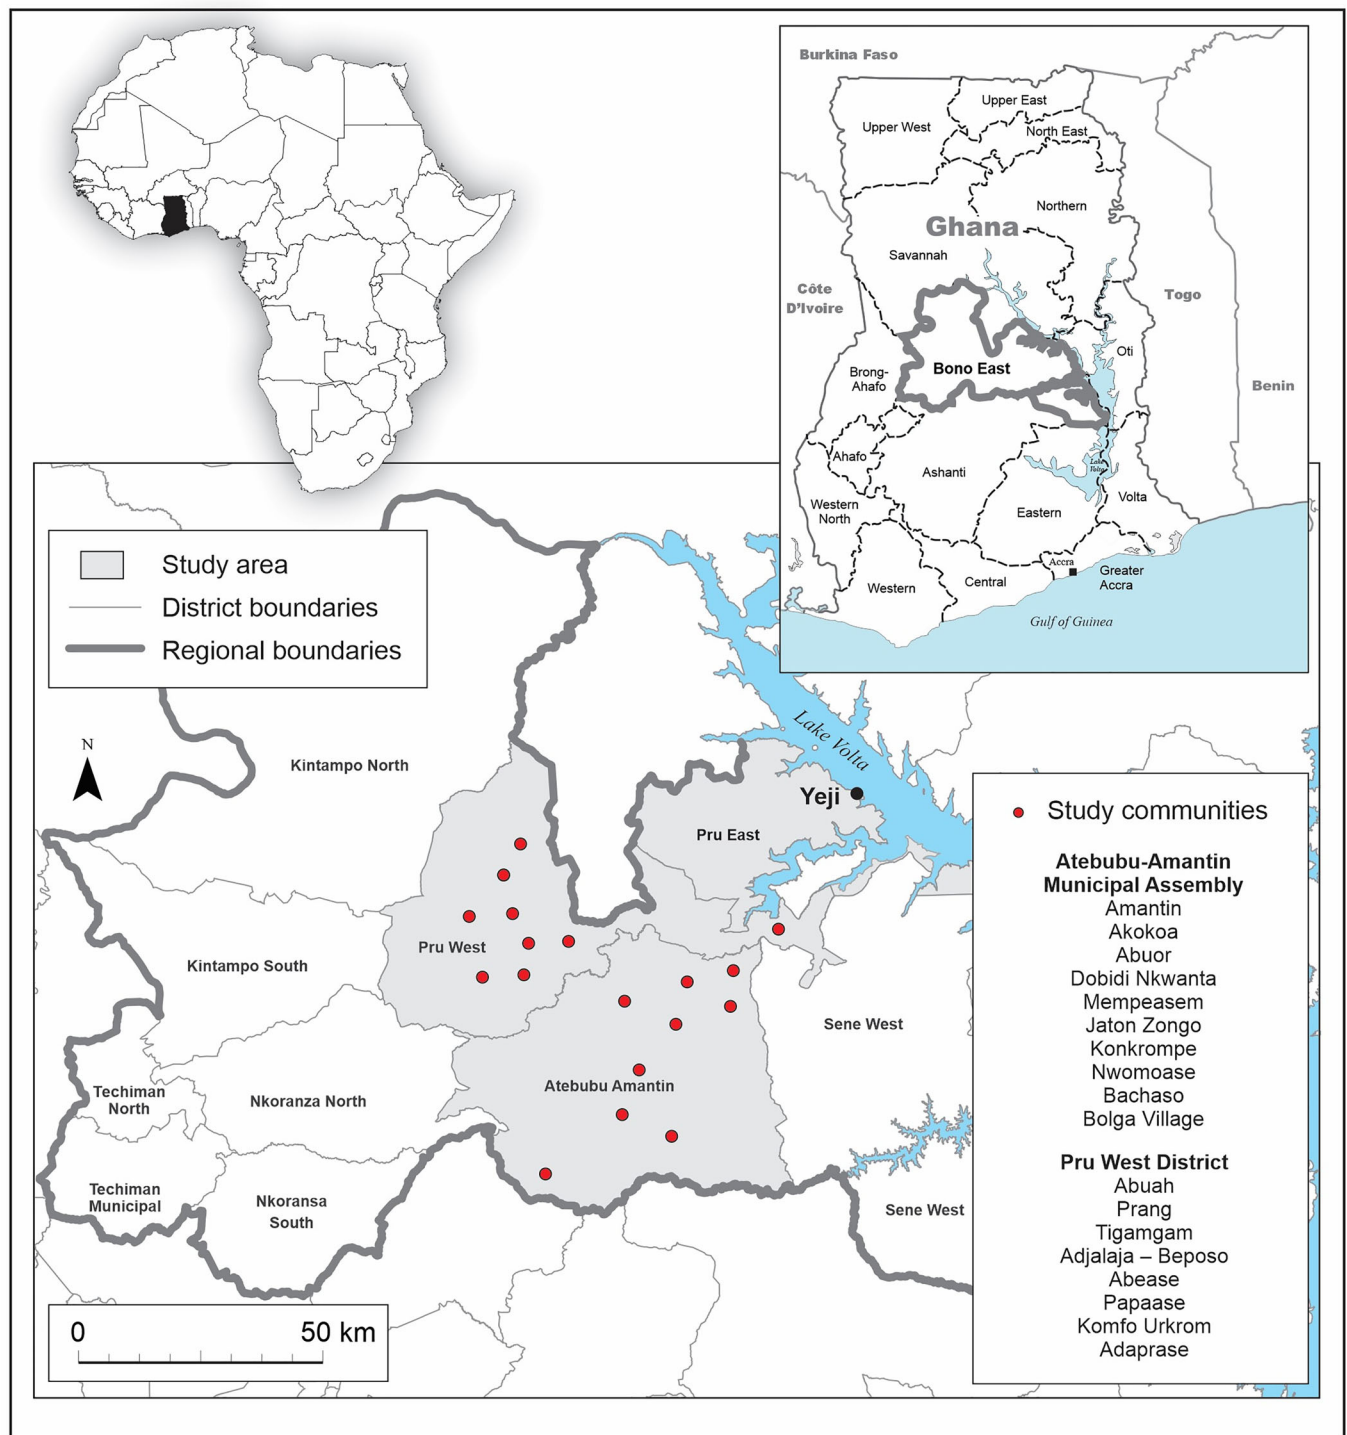 Burkina Faso
Upper East
Upper West
North East
Northern
Ghana
Savannah
Côte
D'Ivoire
Togo
Oti
Bono East
Brong-
Ahafo
Benin
Ahafo
Ashanti
Lake
Volta
Volta
Western
North
Eastern
Accra
Greater
Accra
Central
Western
Gulf of Guinea
Study area
District boundaries
Regional boundaries
N
Lake Volta
Kintampo North
Yeji
Pru East
Pru West
Kintampo South
Sene West
Atebubu Amantin
Techiman
North
Nkoranza North
Techiman
Municipal
Nkoransa
South
Sene West
0
50 km
Study communities
Atebubu-Amantin
Municipal Assembly
Amantin
Akokoa
Abuor
Dobidi Nkwanta
Mempeasem
Jaton Zongo
Konkrompe
Nwomoase
Bachaso
Bolga Village
Pru West District
Abuah
Prang
Tigamgam
Adjalaja – Beposo
Abease
Papaase
Komfo Urkrom
Adaprase